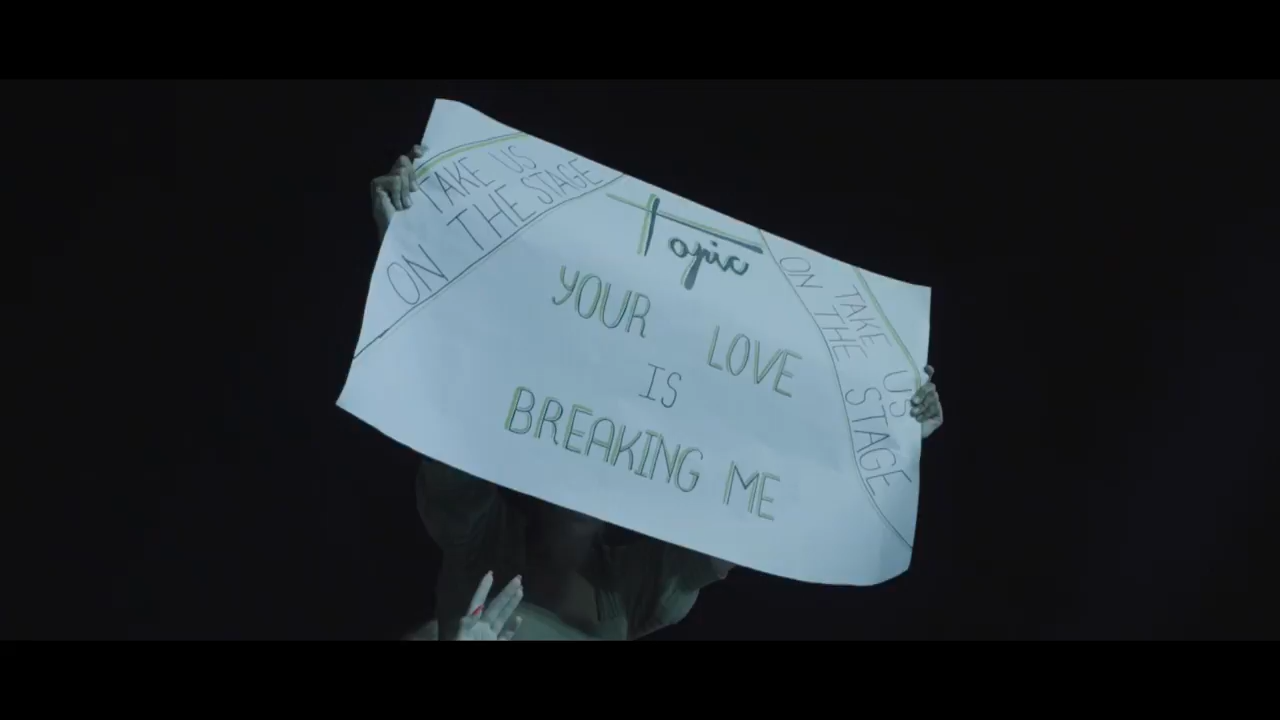 TAKE US
ON THE STAGE
Topic
YOUR LOVE
IS
BREAKING ME
TAKE US
ON THE STAGE